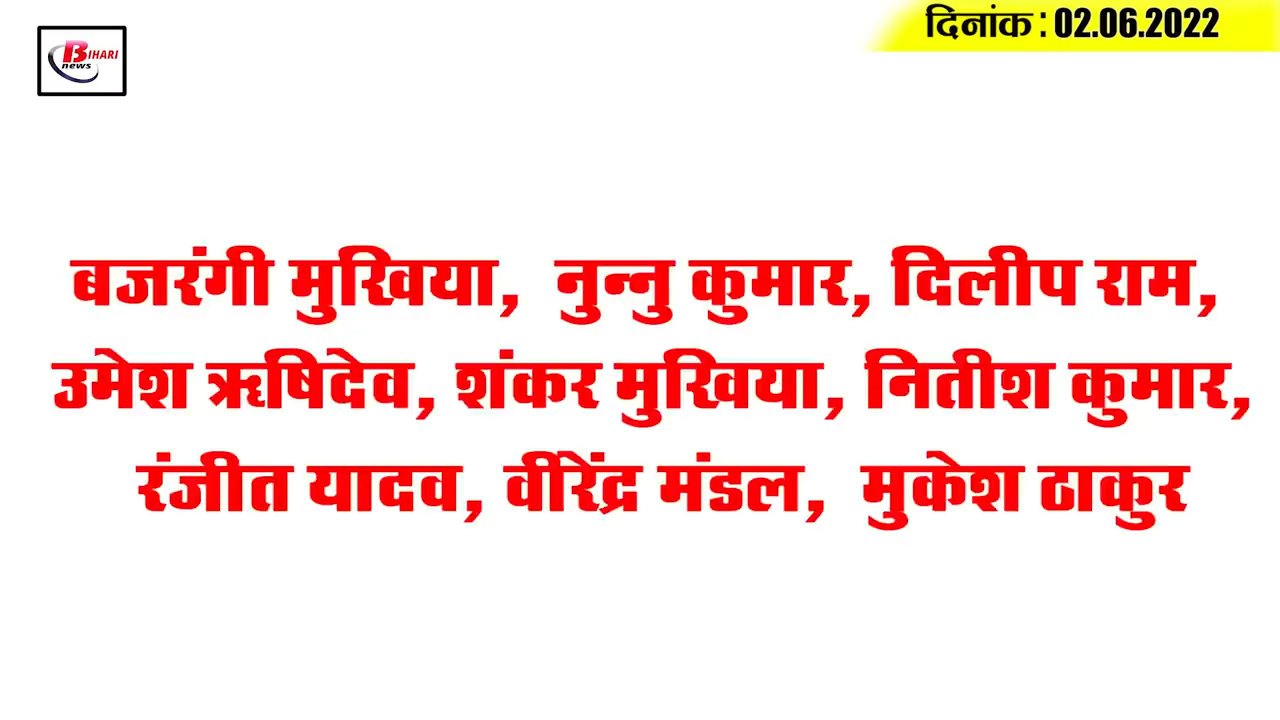 BIHARI
news
दिनांक : 02.06.2022
बजरंगी मुखिया, नुन्नु कुमार, दिलीप राम,
उमेश ऋषिदेव, शंकर मुखिया, नितीश कुमार,
रंजीत यादव, वीरेंद्र मंडल, मुकेश ठाकुर